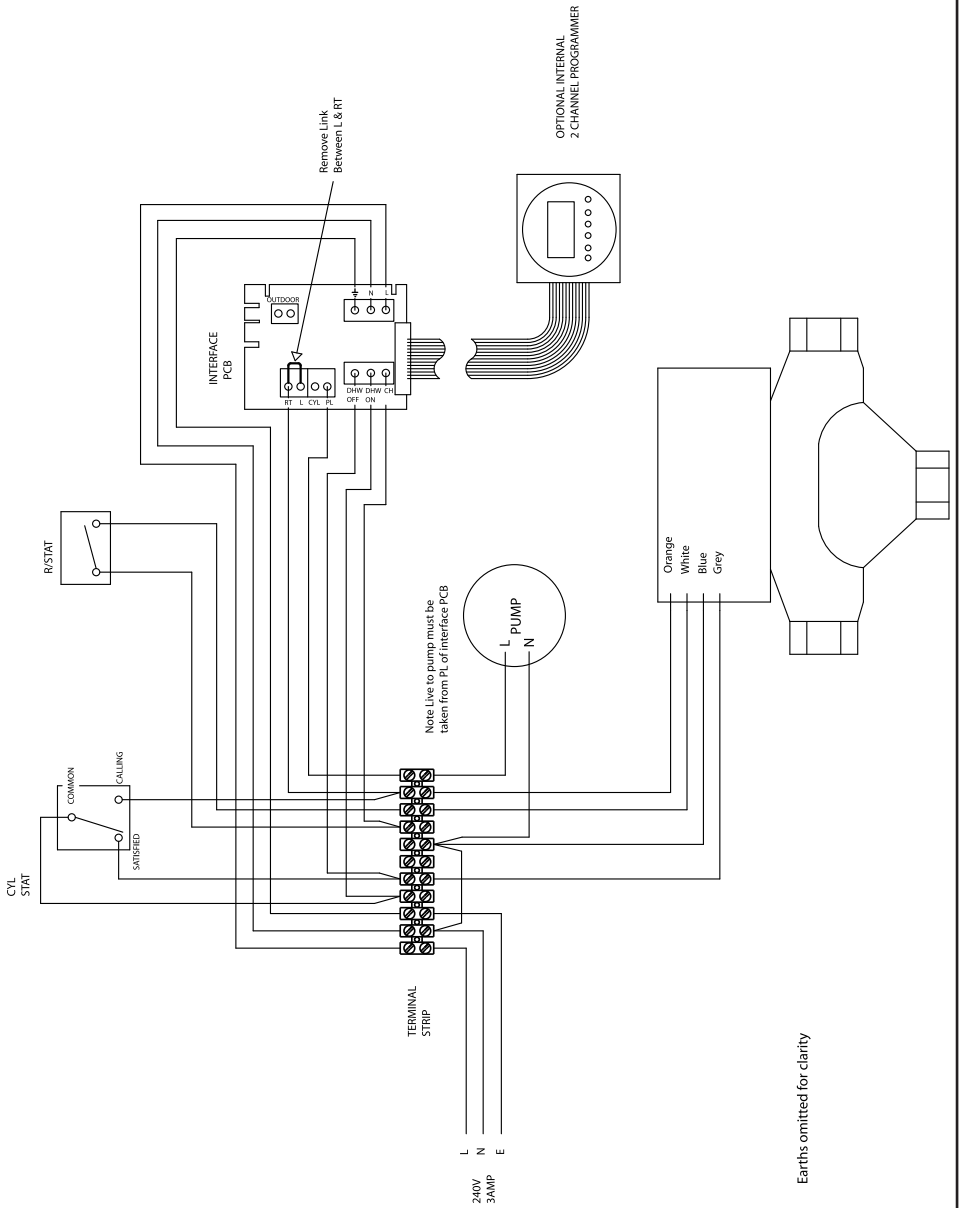 CYL
STAT
COMMON
CALLING
SATISFIED
R/STAT
INTERFACE
PCB
OUTDOOR
RT L CYL PL
DHW
OFF
DHW
ON
CH
N
L
Remove Link
Between L & RT
OPTIONAL INTERNAL
2 CHANNEL PROGRAMMER
Note Live to pump must be
taken from PL of interface PCB
L
PUMP
N
Orange
White
Blue
Grey
TERMINAL
STRIP
240V
3AMP
L
N
E
Earths omitted for clarity